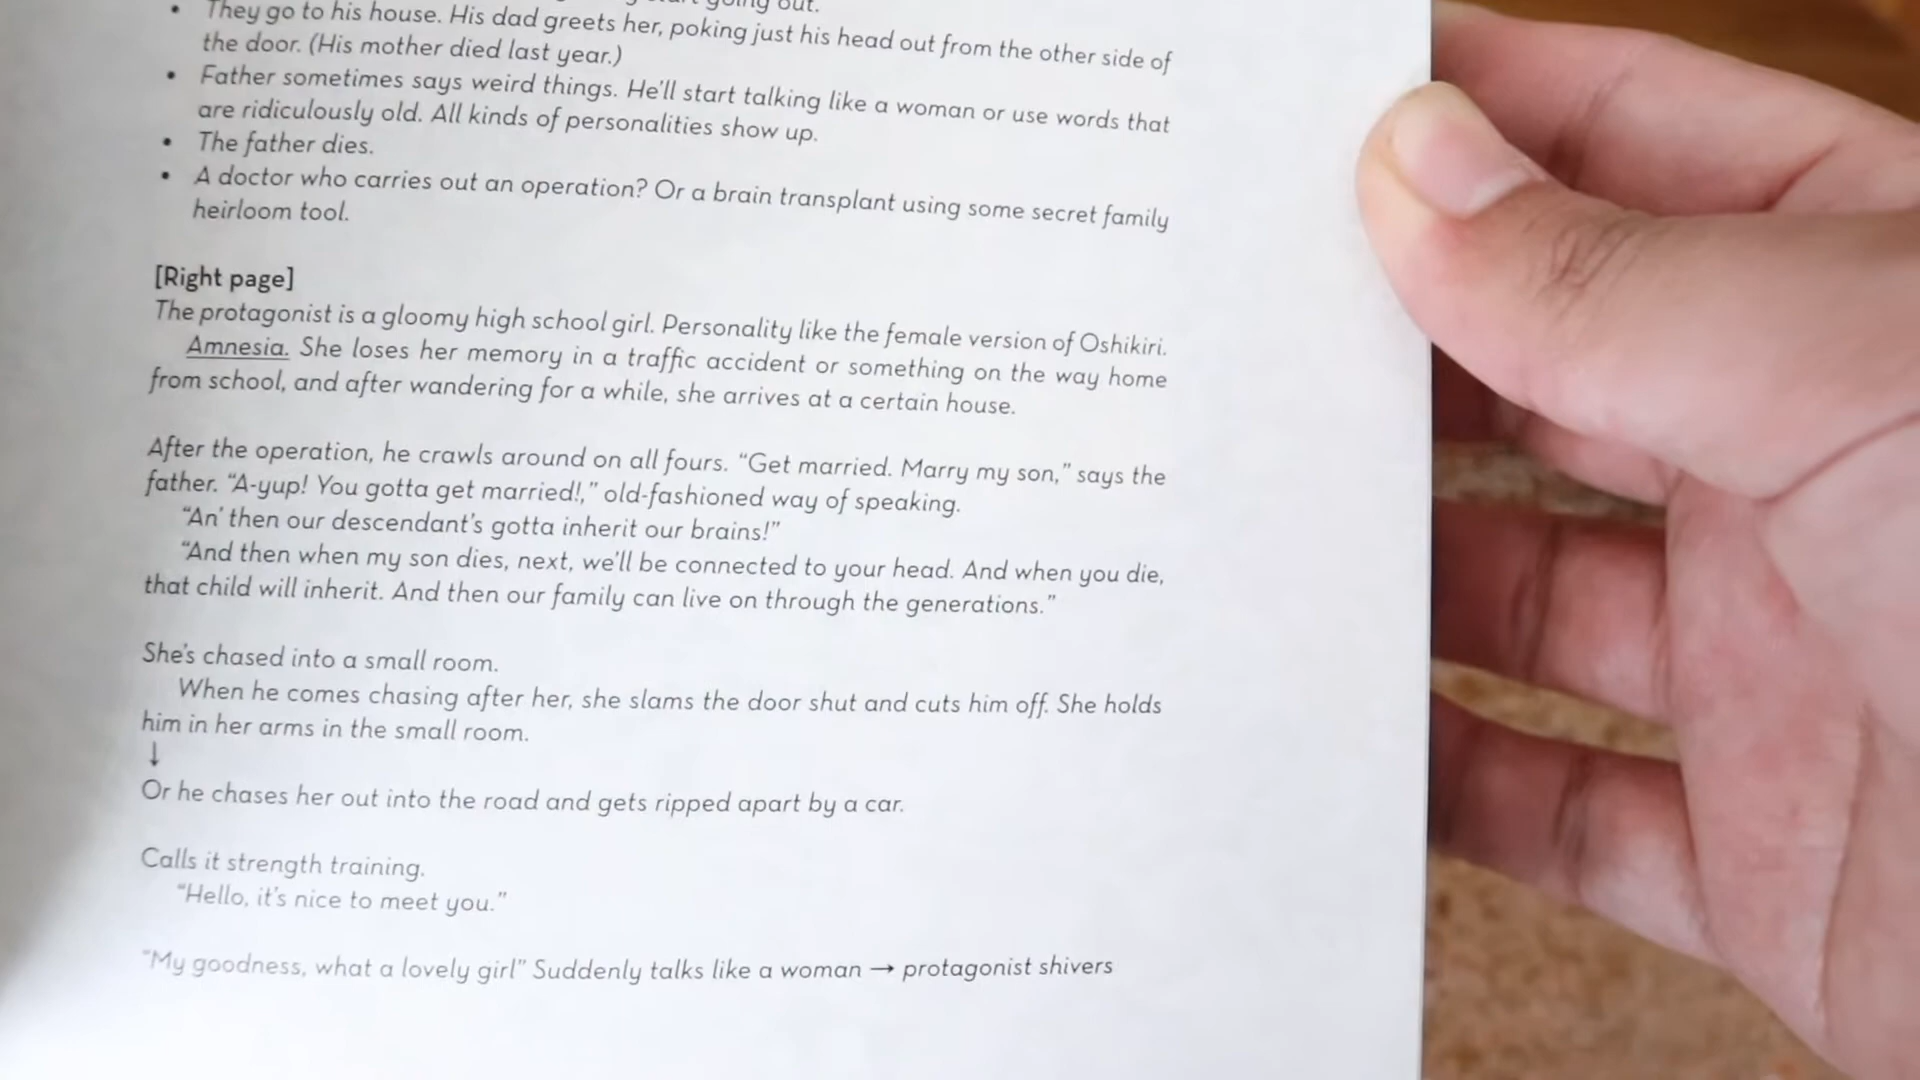 going out.
• They go to his house. His dad greets her, poking just his head out from the other side of
the door. (His mother died last year.)
• Father sometimes says weird things. He’ll start talking like a woman or use words that
are ridiculously old. All kinds of personalities show up.
• The father dies.
• A doctor who carries out an operation? Or a brain transplant using some secret family
heirloom tool.
[Right page]
The protagonist is a gloomy high school girl. Personality like the female version of Oshikiri.
Amnesia. She loses her memory in a traffic accident or something on the way home
from school, and after wandering for a while, she arrives at a certain house.
After the operation, he crawls around on all fours. “Get married. Marry my son,” says the
father. “A-yup! You gotta get married!,” old-fashioned way of speaking.
“An’ then our descendant’s gotta inherit our brains!”
“And then when my son dies, next, we’ll be connected to your head. And when you die,
that child will inherit. And then our family can live on through the generations.”
She’s chased into a small room.
When he comes chasing after her, she slams the door shut and cuts him off. She holds
him in her arms in the small room.
↓
Or he chases her out into the road and gets ripped apart by a car.
Calls it strength training.
“Hello, it’s nice to meet you.”
“My goodness, what a lovely girl” Suddenly talks like a woman → protagonist shivers